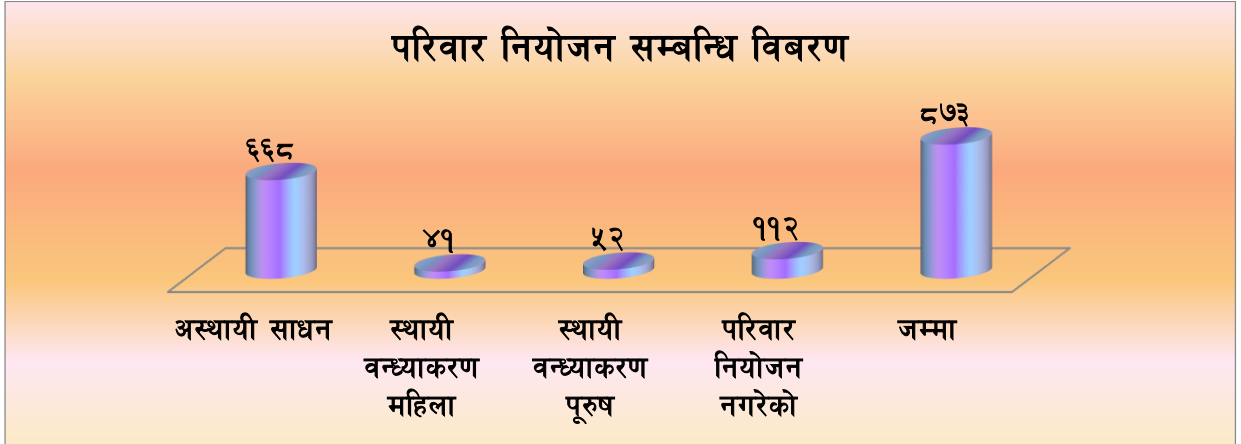 परिवार नियोजन सम्बन्धि विबरण
८७३
६६८
११२
४१
५२
अस्थायी साधन
स्थायी
वन्ध्याकरण
महिला
स्थायी
वन्ध्याकरण
पूरुष
परिवार
नियोजन
नगरेको
जम्मा